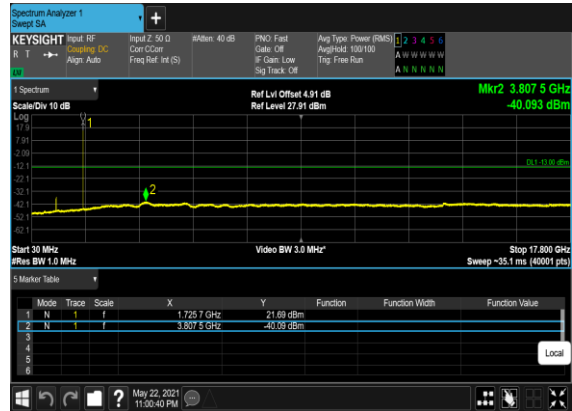 Spectrum Analyzer 1
Swept SA
+
KEYSIGHT Input: RF Input Z: 50 Ω #Atten: 40 dB PNO: Fast Avg Type: Power (RMS) 1 2 3 4 5 6
R T Coupling: DC Corr CCorr Gate: Off Avg|Hold: 100/100 A W W W W W
Align: Auto Freq Ref: Int (S) IF Gain: Low Trig: Free Run A N N N N N
Sig Track: Off
1 Spectrum Ref Lvl Offset 4.91 dB Mkr2 3.807 5 GHz
Scale/Div 10 dB Ref Level 27.91 dBm -40.093 dBm
Log
17.9
7.91
-2.09
-12.1
-22.1
-32.1
-42.1
-52.1
-62.1
1
DL1 -13.00 dBm
2
Start 30 MHz Video BW 3.0 MHz* Stop 17.800 GHz
#Res BW 1.0 MHz Sweep ~35.1 ms (40001 pts)
5 Marker Table
Mode Trace Scale X Y Function Function Width Function Value
1 N 1 f 1.725 7 GHz 21.69 dBm
2 N 1 f 3.807 5 GHz -40.09 dBm
3
4
5
6
Local
? May 22, 2021
11:00:40 PM